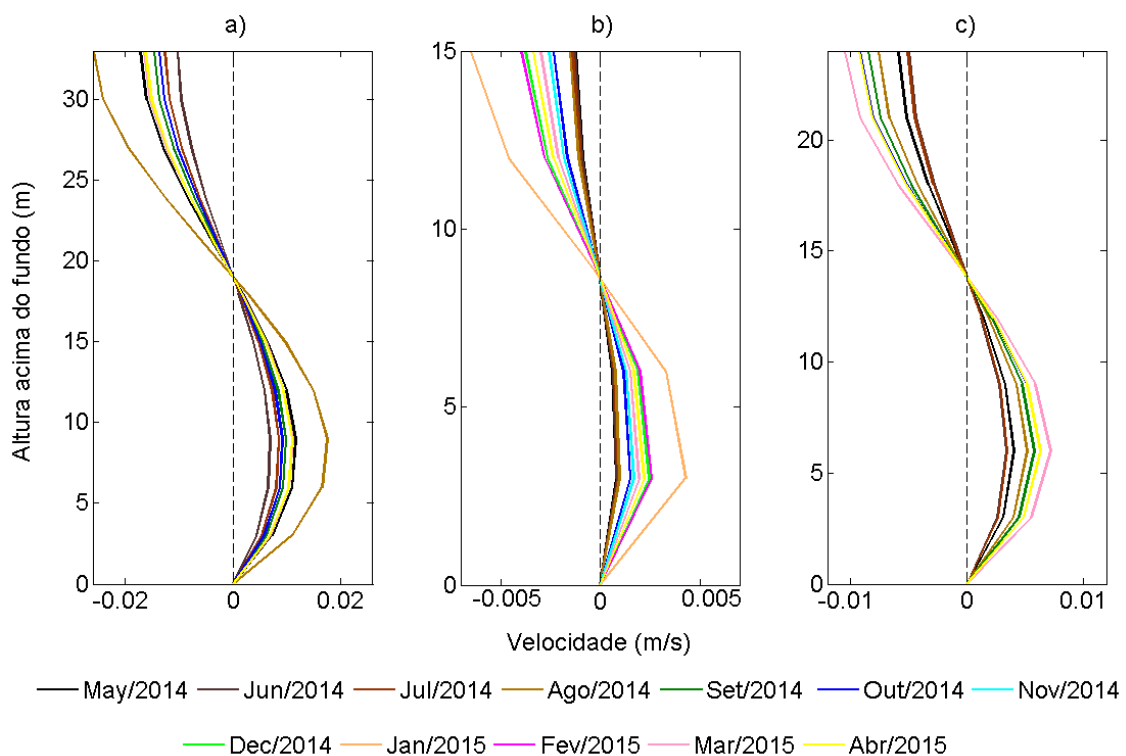 a) b) c)
Altura acima do fundo (m)
30
25
20
15
10
5
0
-0.02 0 0.02
15
10
5
0
-0.005 0 0.005
20
15
10
5
0
-0.01 0 0.01
Velocidade (m/s)
May/2014 Jun/2014 Jul/2014 Ago/2014 Set/2014 Out/2014 Nov/2014
Dec/2014 Jan/2015 Fev/2015 Mar/2015 Abr/2015